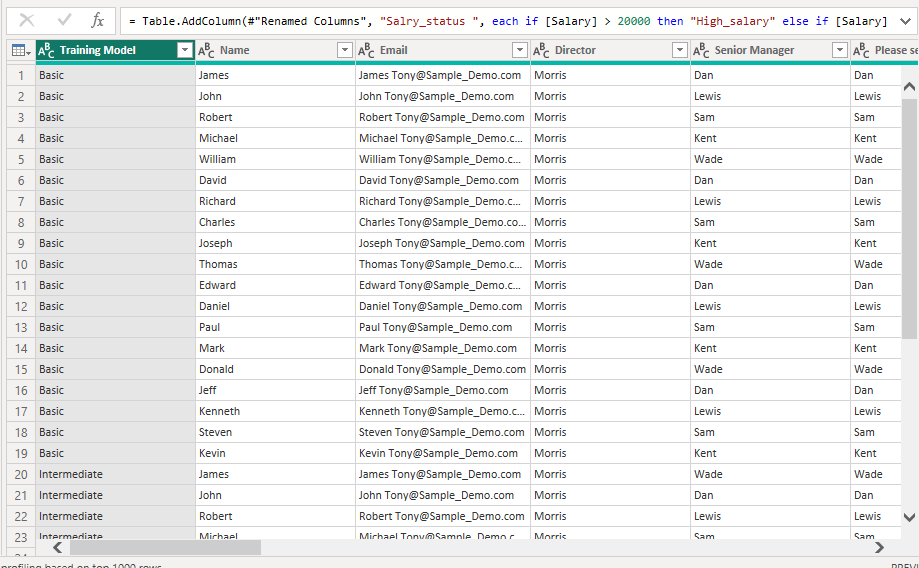 fx = Table.AddColumn(#"Renamed Columns", "Salry_status ", each if [Salary] > 20000 then "High_salary" else if [Salary]
ABC Training Model ABC Name ABC Email ABC Director ABC Senior Manager ABC Please se
1 Basic James James Tony@Sample_Demo.com Morris Dan Dan
2 Basic John John Tony@Sample_Demo.com Morris Lewis Lewis
3 Basic Robert Robert Tony@Sample_Demo.com Morris Sam Sam
4 Basic Michael Michael Tony@Sample_Demo.c... Morris Kent Kent
5 Basic William William Tony@Sample_Demo.c... Morris Wade Wade
6 Basic David David Tony@Sample_Demo.com Morris Dan Dan
7 Basic Richard Richard Tony@Sample_Demo.c... Morris Lewis Lewis
8 Basic Charles Charles Tony@Sample_Demo.co... Morris Sam Sam
9 Basic Joseph Joseph Tony@Sample_Demo.com Morris Kent Kent
10 Basic Thomas Thomas Tony@Sample_Demo.c... Morris Wade Wade
11 Basic Edward Edward Tony@Sample_Demo.c... Morris Dan Dan
12 Basic Daniel Daniel Tony@Sample_Demo.com Morris Lewis Lewis
13 Basic Paul Paul Tony@Sample_Demo.com Morris Sam Sam
14 Basic Mark Mark Tony@Sample_Demo.com Morris Kent Kent
15 Basic Donald Donald Tony@Sample_Demo.com Morris Wade Wade
16 Basic Jeff Jeff Tony@Sample_Demo.com Morris Dan Dan
17 Basic Kenneth Kenneth Tony@Sample_Demo.c... Morris Lewis Lewis
18 Basic Steven Steven Tony@Sample_Demo.com Morris Sam Sam
19 Basic Kevin Kevin Tony@Sample_Demo.com Morris Kent Kent
20 Intermediate James James Tony@Sample_Demo.com Morris Wade Wade
21 Intermediate John John Tony@Sample_Demo.com Morris Dan Dan
22 Intermediate Robert Robert Tony@Sample_Demo.com Morris Lewis Lewis
23 Intermediate Michael Michael Tony@Sample_Demo.c... Morris Sam Sam
profiling based on top 1000 rows PREVI